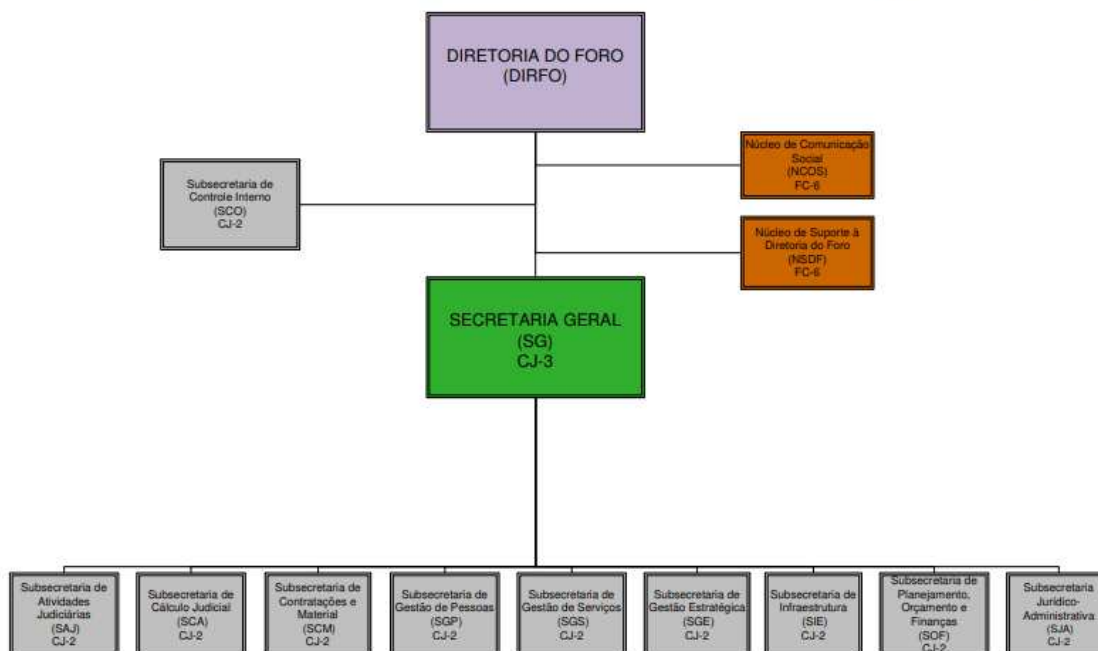 DIRETORIA DO FORO
(DIRFO)
Núcleo de Comunicação
Social
(NCOS)
FC-6
Subsecretaria de
Controle Interno
(SCO)
CJ-2
Núcleo de Suporte à
Diretoria do Foro
(NSDF)
FC-6
SECRETARIA GERAL
(SG)
CJ-3
Subsecretaria de
Atividades
Judiciárias
(SAJ)
CJ-2
Subsecretaria de
Cálculo Judicial
(SCA)
CJ-2
Subsecretaria de
Contratações e
Material
(SCM)
CJ-2
Subsecretaria de
Gestão de Pessoas
(SGP)
CJ-2
Subsecretaria de
Gestão de Serviços
(SGS)
CJ-2
Subsecretaria de
Gestão Estratégica
(SGE)
CJ-2
Subsecretaria de
Infraestrutura
(SIE)
CJ-2
Subsecretaria de
Planejamento,
Orçamento e
Finanças
(SOF)
CJ-2
Subsecretaria
Jurídico-
Administrativa
(SJA)
CJ-2